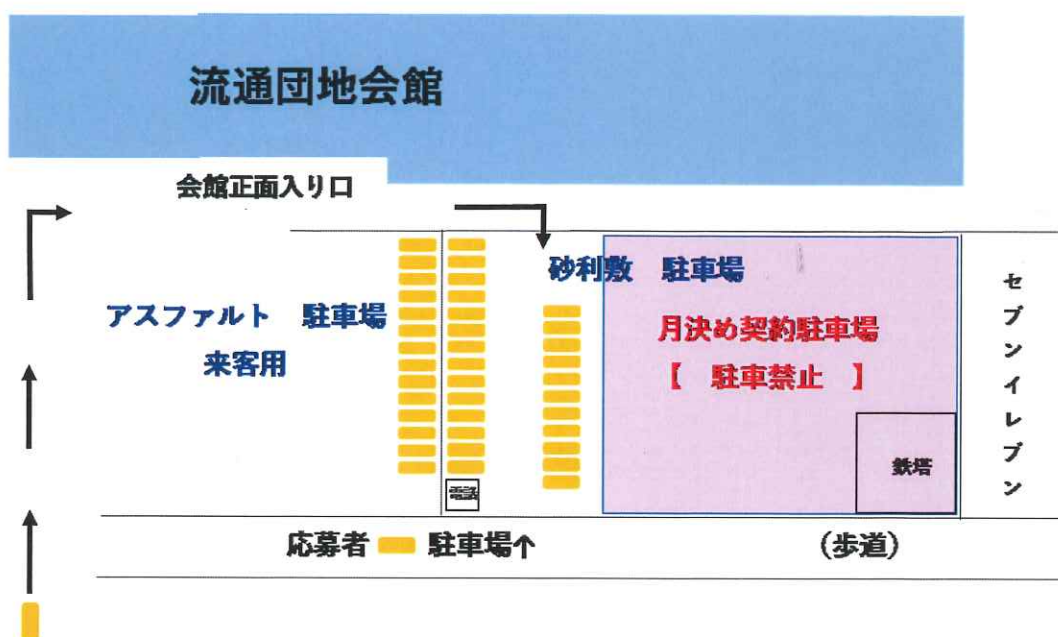 流通団地会館
会館正面入り口
砂利敷 駐車場
アスファルト 駐車場
来客用
月決め契約駐車場
【 駐車禁止 】
鉄塔
電話
セブンイレブン
応募者 駐車場↑
(歩道)